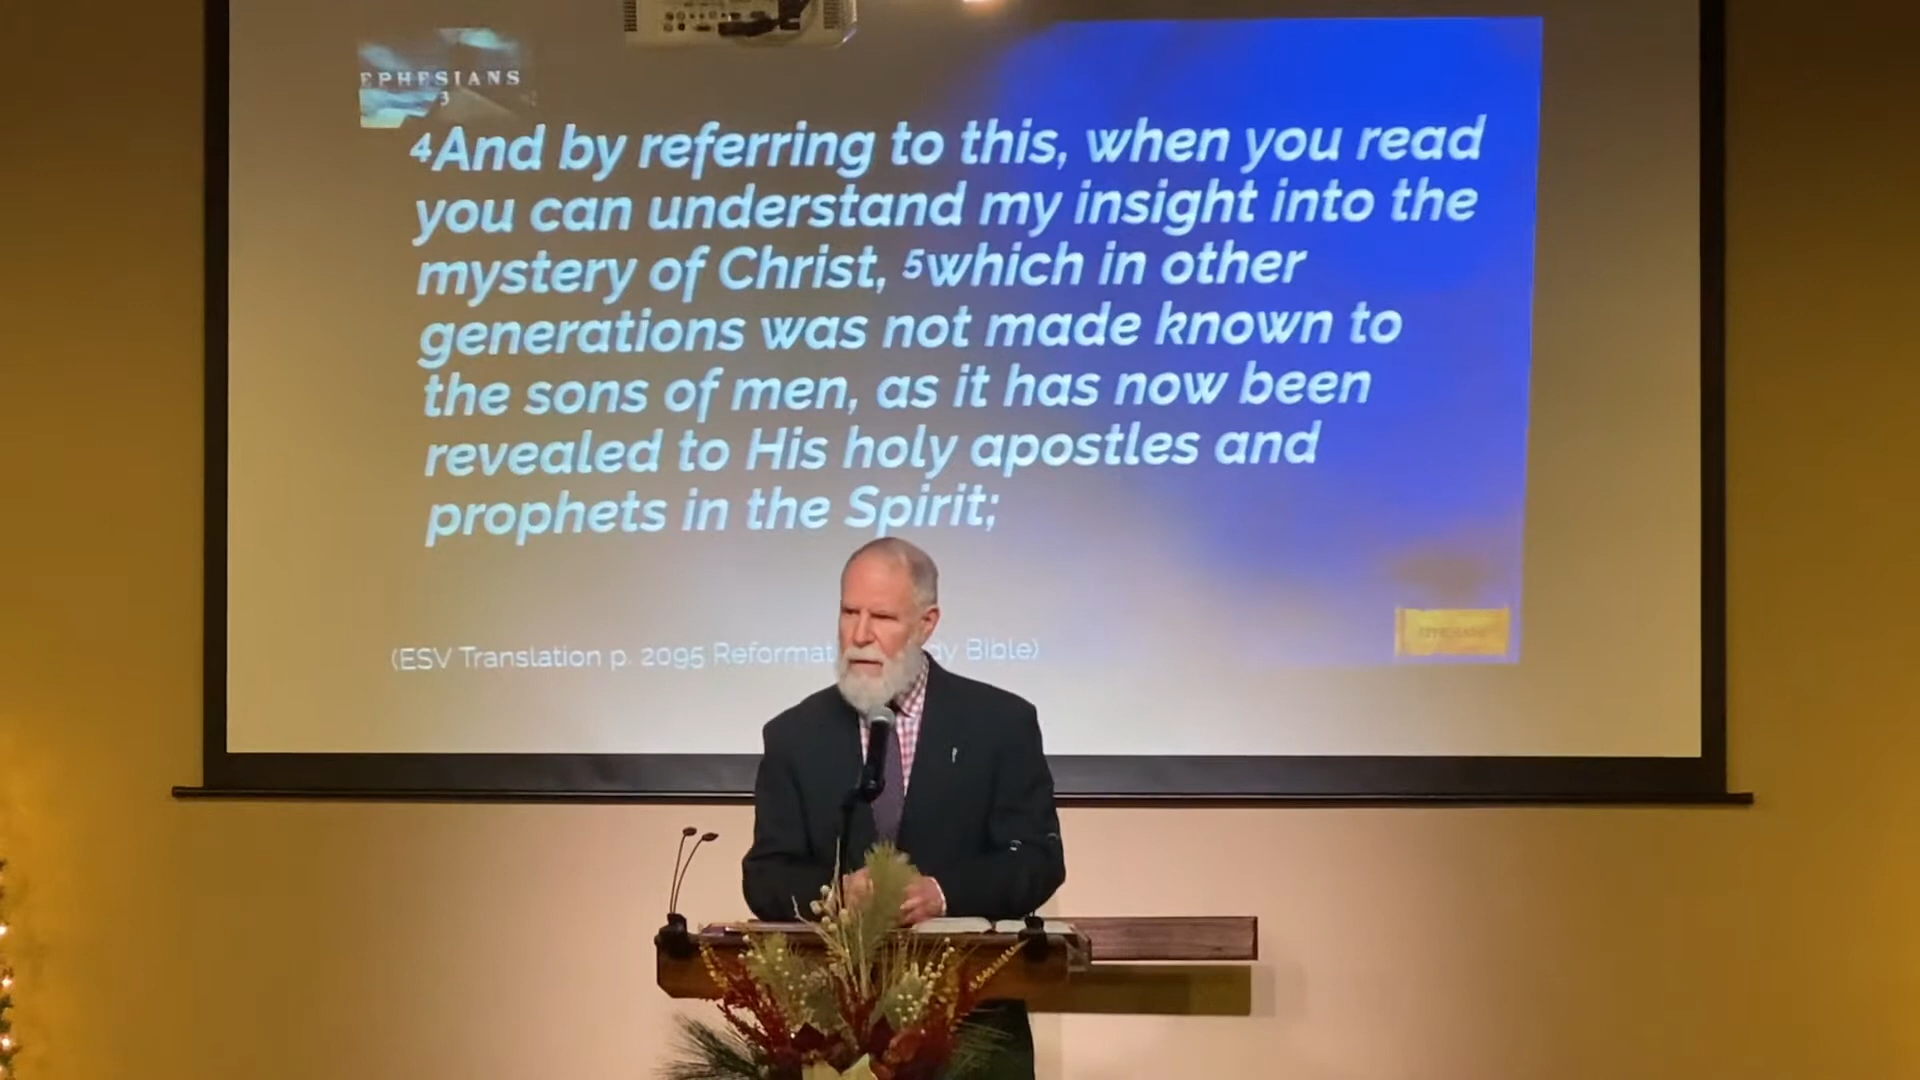 EPHESIANS
3
4And by referring to this, when you read
you can understand my insight into the
mystery of Christ, 5which in other
generations was not made known to
the sons of men, as it has now been
revealed to His holy apostles and
prophets in the Spirit;
(ESV Translation p. 2095 Bible)